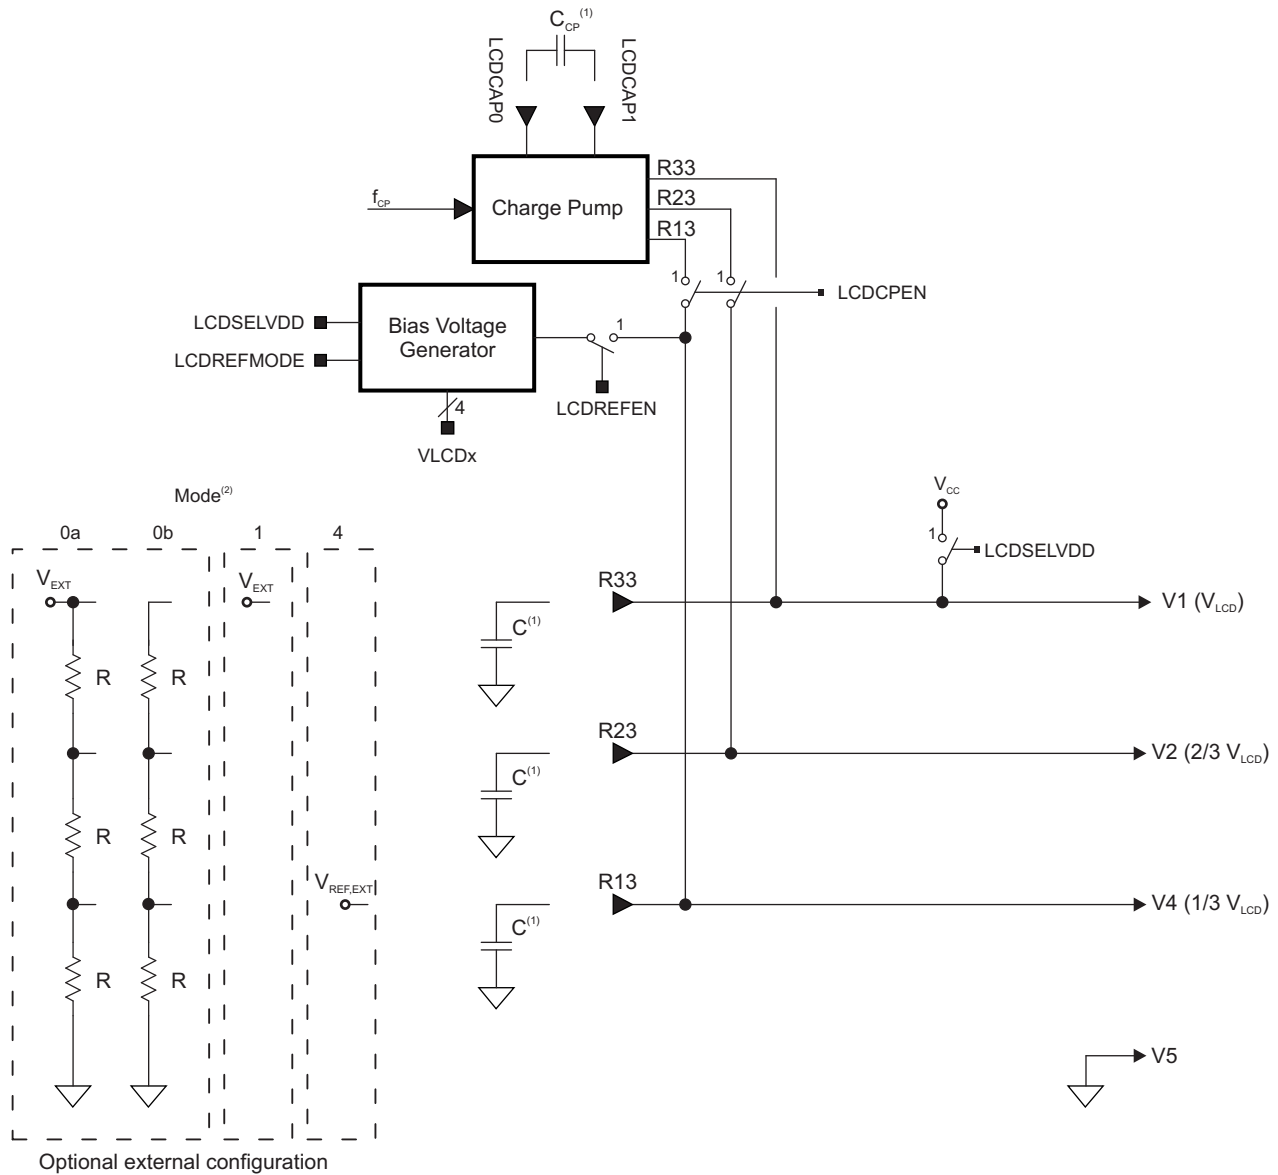 C_CP^(1)
LCDCAP0
LCDCAP1
R33
R23
R13
f_CP
Charge Pump
1
1
LCDCPEN
LCDSELVDD
LCDREFMODE
Bias Voltage
Generator
1
LCDREFEN
4
VLCDx
Mode^(2)
0a 0b 1 4
V_CC
1
LCDSELVDD
V_EXT
V_EXT
R33
V1 (V_LCD)
C^(1)
R R
R23
V2 (2/3 V_LCD)
C^(1)
R R
V_REF,EXT
R13
V4 (1/3 V_LCD)
C^(1)
R R
V5
Optional external configuration